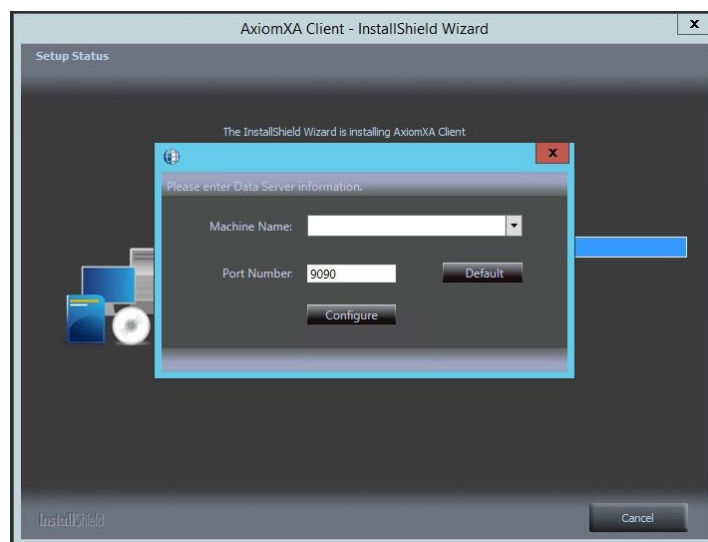 AxiomXA Client - InstallShield Wizard
x
Setup Status
The InstallShield Wizard is installing AxiomXA Client
x
Please enter Data Server information.
Machine Name:
Port Number: 9090 Default
Configure
InstallShield
Cancel